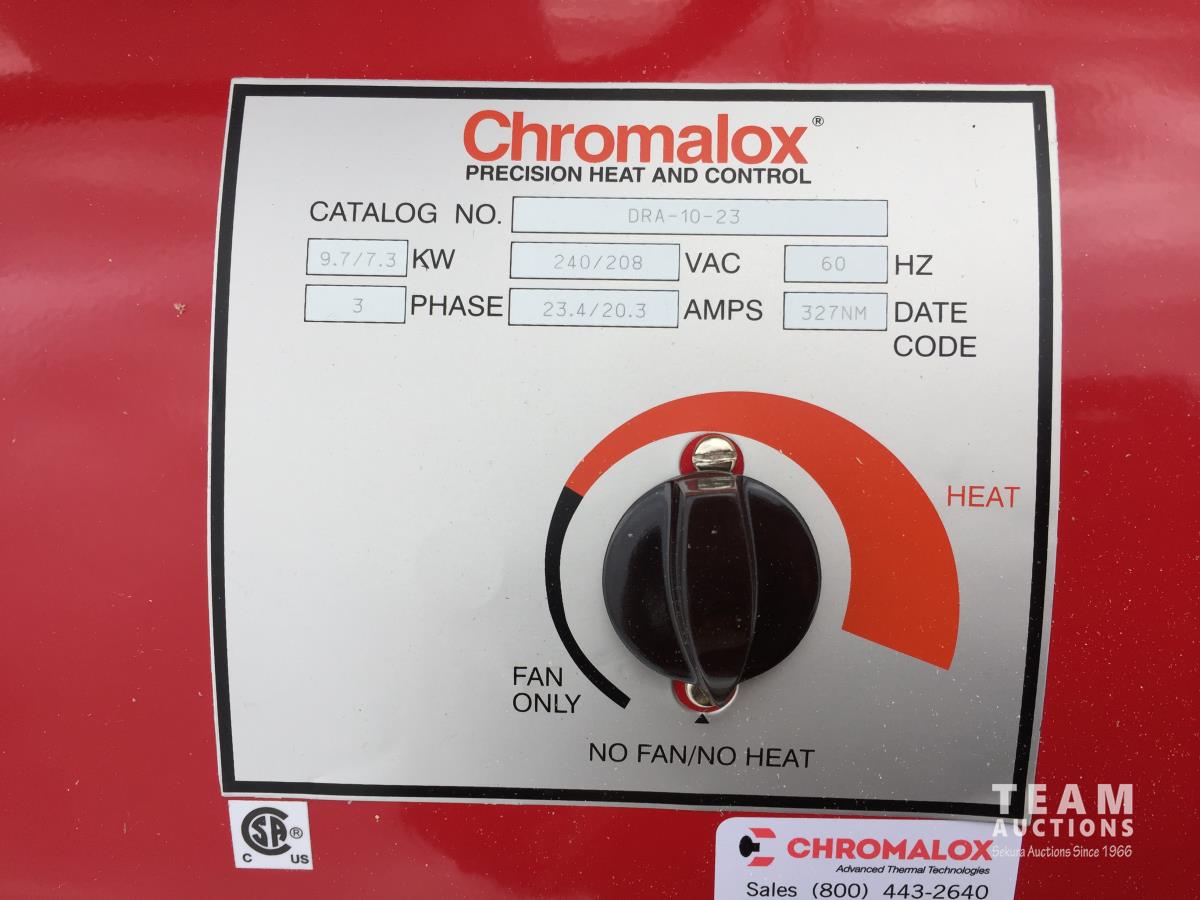 Chromalox®
PRECISION HEAT AND CONTROL
CATALOG NO. DRA-10-23
9.7/7.3 KW 240/208 VAC 60 HZ
3 PHASE 23.4/20.3 AMPS 327NM DATE
CODE
HEAT
FAN
ONLY
NO FAN/NO HEAT
SA ®
C US
CHROMALOX
Advanced Thermal Technologies
Sales (800) 443-2640
TEAM
AUCTIONS
Sekura Auctions Since 1966